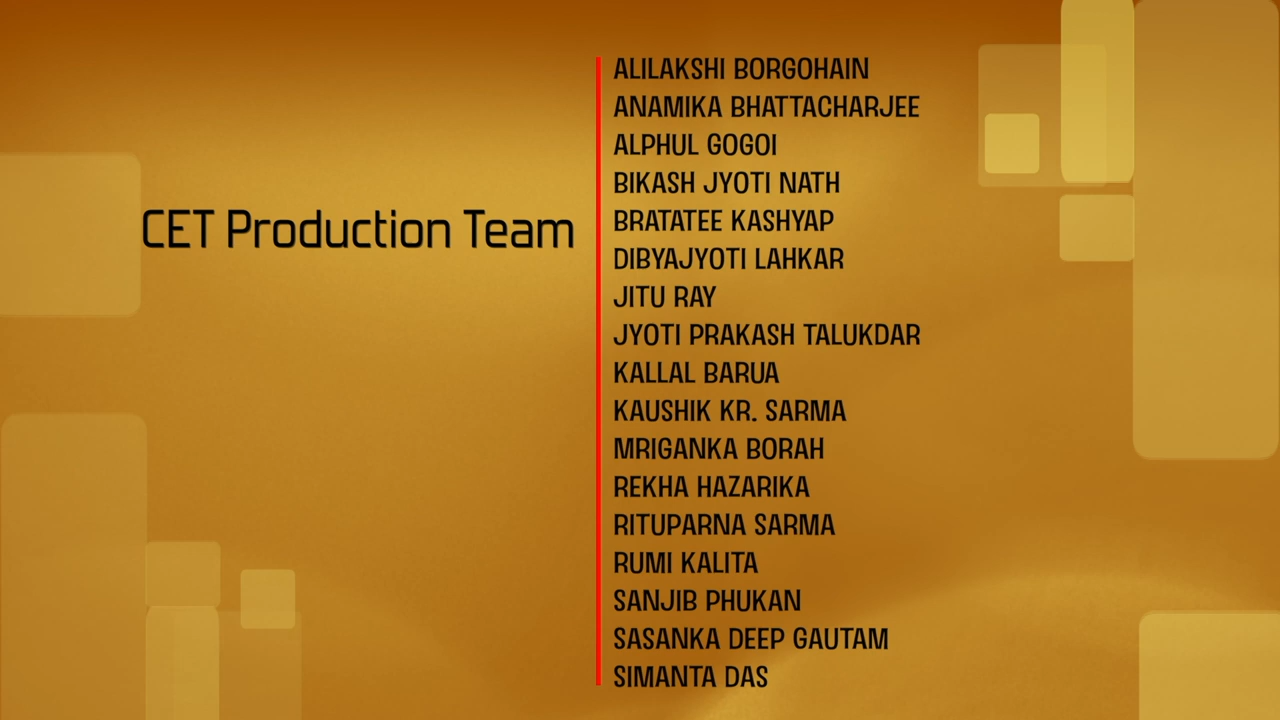 CET Production Team
ALILAKSHI BORGOHAIN
ANAMIKA BHATTACHARJEE
ALPHUL GOGOI
BIKASH JYOTI NATH
BRATATEE KASHYAP
DIBYAJYOTI LAHKAR
JITU RAY
JYOTI PRAKASH TALUKDAR
KALLAL BARUA
KAUSHIK KR. SARMA
MRIGANKA BORAH
REKHA HAZARIKA
RITUPARNA SARMA
RUMI KALITA
SANJIB PHUKAN
SASANKA DEEP GAUTAM
SIMANTA DAS